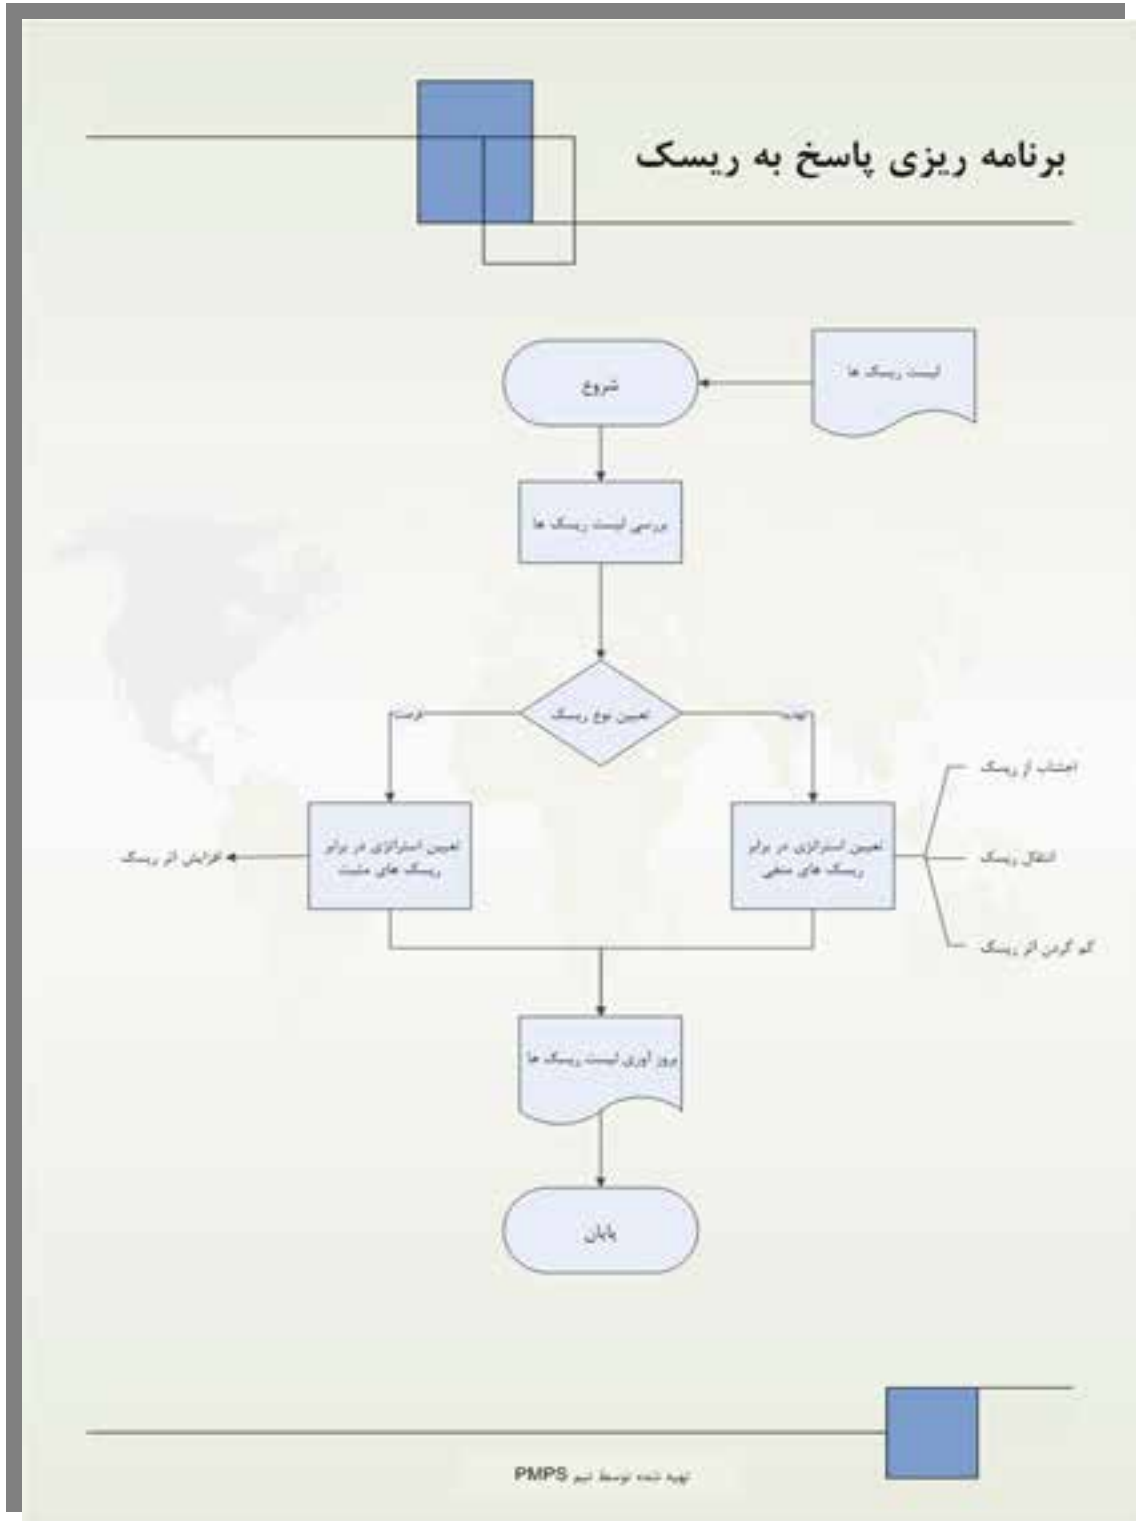 برنامه ریزی پاسخ به ریسک
لیست ریسک ها
شروع
بررسی لیست ریسک ها
تعیین نوع ریسک
تهدید
فرصت
اجتناب از ریسک
تعیین استراتژی در برابر
ریسک های منفی
انتقال ریسک
کم کردن اثر ریسک
تعیین استراتژی در برابر
ریسک های مثبت
افزایش اثر ریسک
بروز آوری لیست ریسک ها
پایان
تهیه شده توسط تیم PMPS